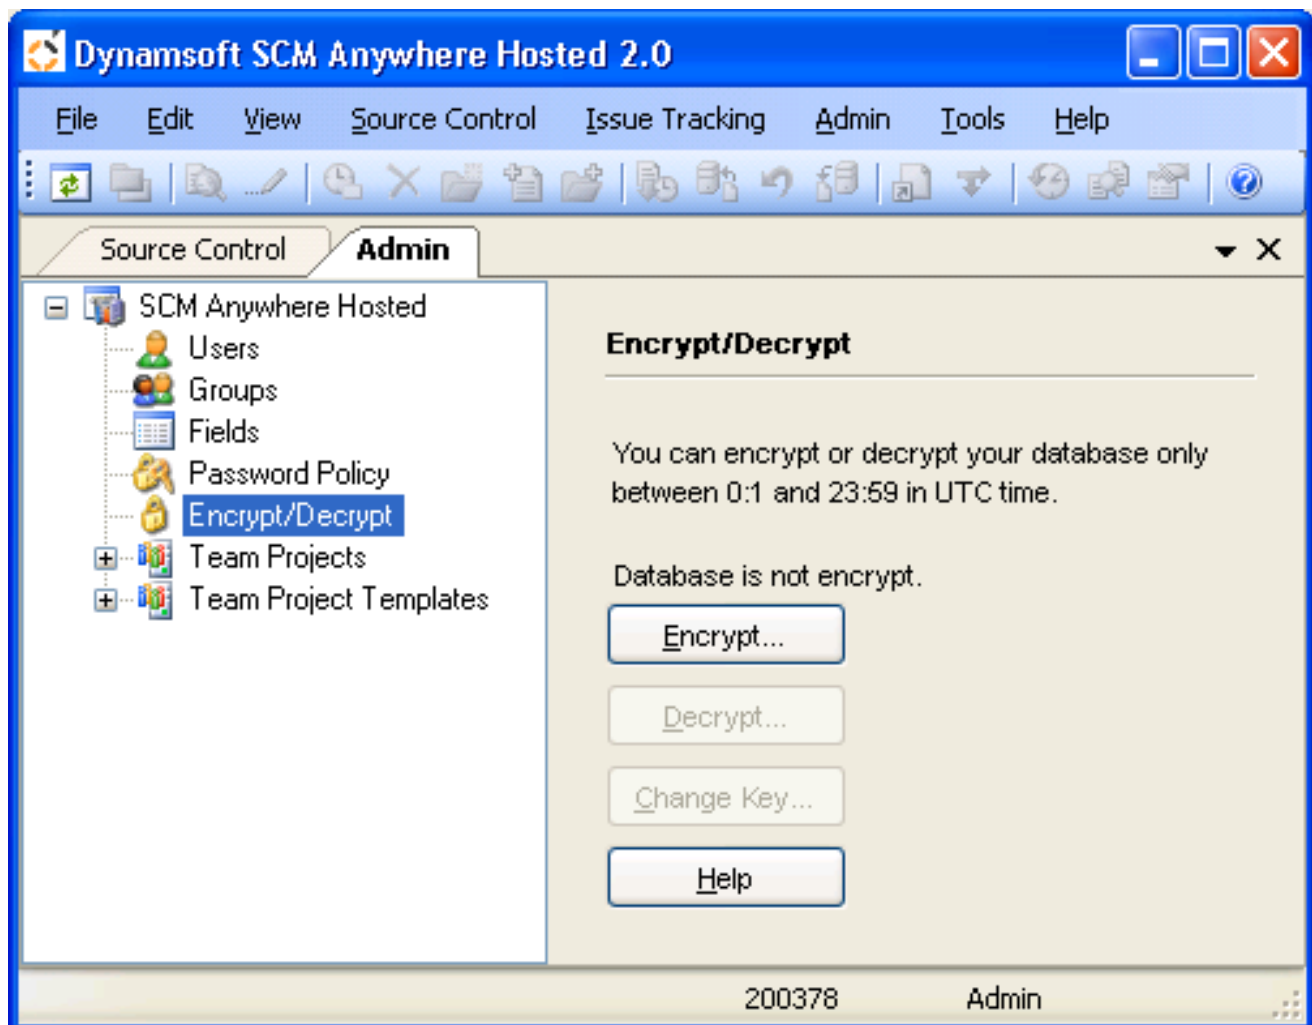 Dynamsoft SCM Anywhere Hosted 2.0
File Edit View Source Control Issue Tracking Admin Tools Help
Source Control Admin
SCM Anywhere Hosted
Users
Groups
Fields
Password Policy
Encrypt/Decrypt
Team Projects
Team Project Templates
Encrypt/Decrypt
You can encrypt or decrypt your database only
between 0:1 and 23:59 in UTC time.
Database is not encrypt.
Encrypt...
Decrypt...
Change Key...
Help
200378 Admin